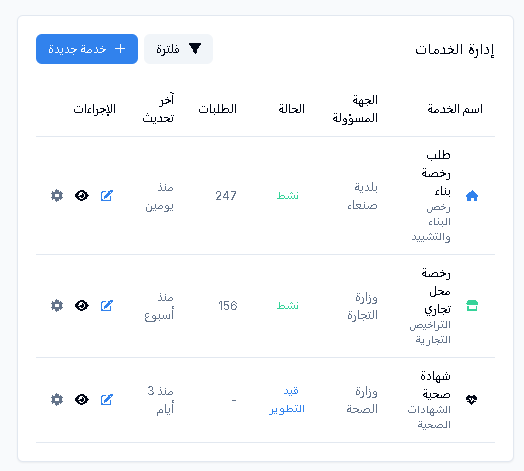 إدارة الخدمات
فلترة
خدمة جديدة
اسم الخدمة
الجهة
المسؤولة
الحالة
الطلبات
آخر
تحديث
الإجراءات
طلب
رخصة
بناء
رخص
البناء
والتشييد
بلدية
صنعاء
نشط
247
منذ
يومين
رخصة
محل
تجاري
التراخيص
التجارية
وزارة
التجارة
نشط
156
منذ
أسبوع
شهادة
صحية
الشهادات
الصحية
وزارة
الصحة
قيد
التطوير
-
منذ 3
أيام